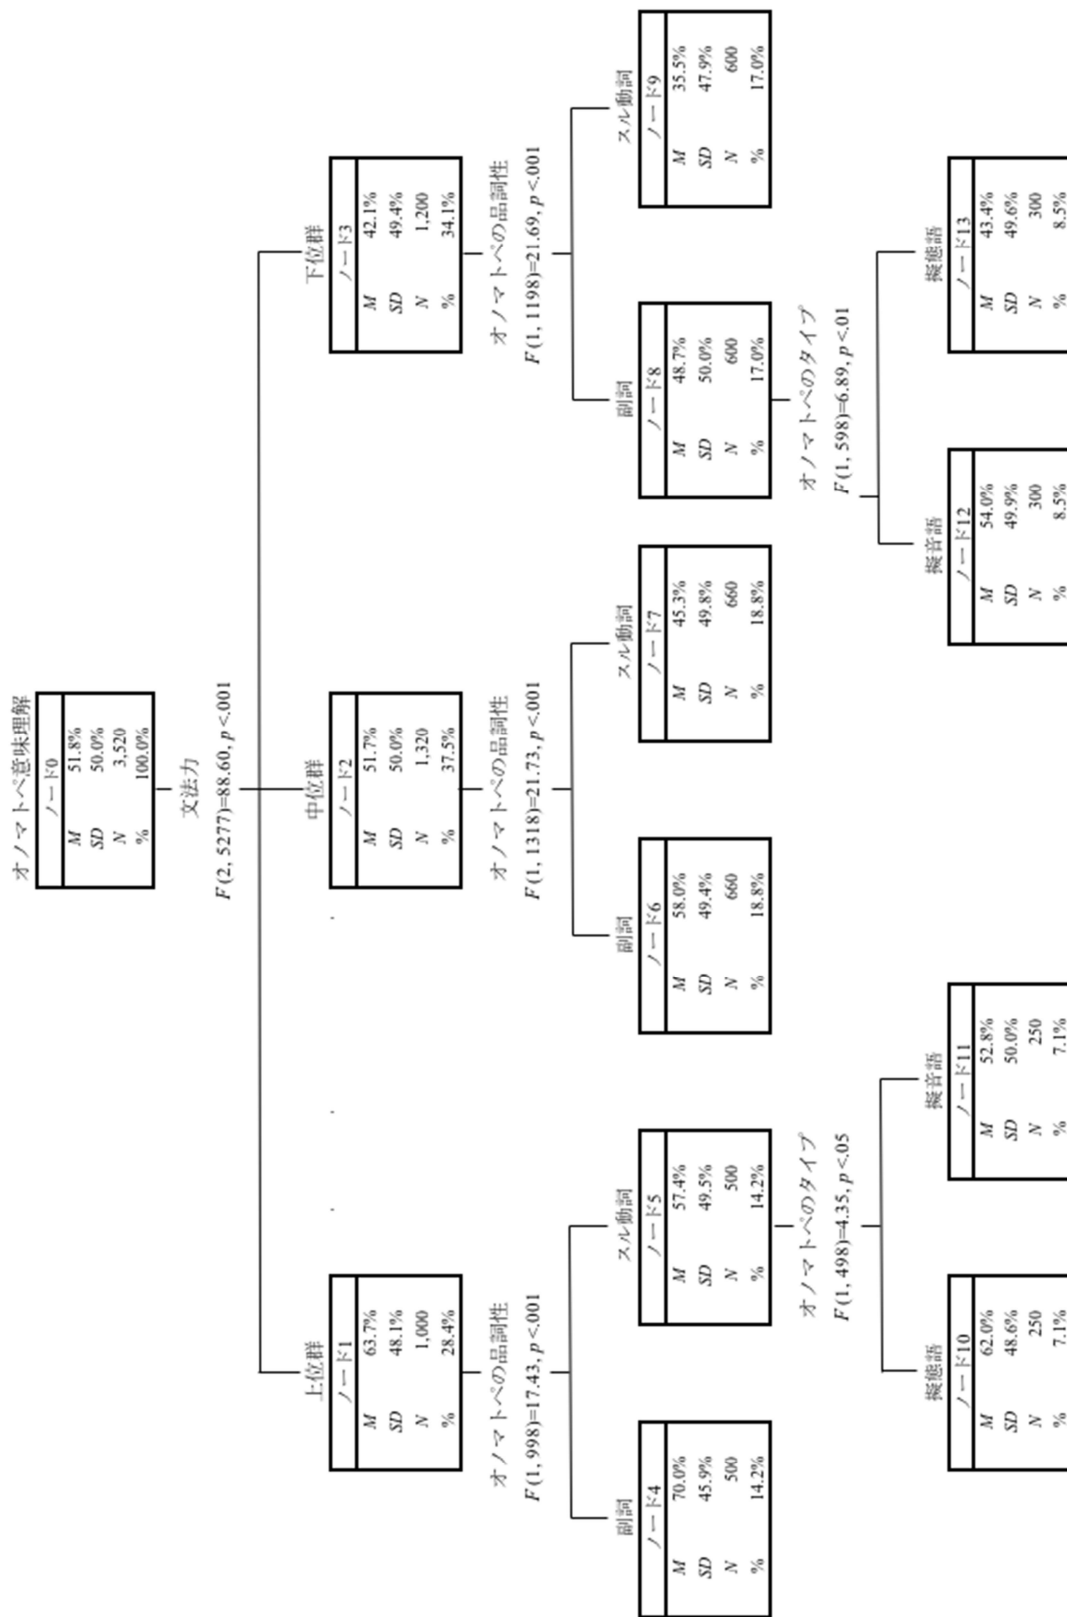 オノマトペ意味理解
ノード0
M 51.8%
SD 50.0%
N 3,520
% 100.0%
文法力
F(2, 5277)=88.60, p<.001
上位群
ノード1
M 63.7%
SD 48.1%
N 1,000
% 28.4%
中位群
ノード2
M 51.7%
SD 50.0%
N 1,320
% 37.5%
下位群
ノード3
M 42.1%
SD 49.4%
N 1,200
% 34.1%
オノマトペの品詞性
F(1, 998)=17.43, p<.001
オノマトペの品詞性
F(1, 1318)=21.73, p<.001
オノマトペの品詞性
F(1, 1198)=21.69, p<.001
副詞
ノード4
M 70.0%
SD 45.9%
N 500
% 14.2%
スル動詞
ノード5
M 57.4%
SD 49.5%
N 500
% 14.2%
副詞
ノード6
M 58.0%
SD 49.4%
N 660
% 18.8%
スル動詞
ノード7
M 45.3%
SD 49.8%
N 660
% 18.8%
副詞
ノード8
M 48.7%
SD 50.0%
N 600
% 17.0%
スル動詞
ノード9
M 35.5%
SD 47.9%
N 600
% 17.0%
オノマトペのタイプ
F(1, 498)=4.35, p<.05
オノマトペのタイプ
F(1, 598)=6.89, p<.01
擬態語
ノード10
M 62.0%
SD 48.6%
N 250
% 7.1%
擬音語
ノード11
M 52.8%
SD 50.0%
N 250
% 7.1%
擬音語
ノード12
M 54.0%
SD 49.9%
N 300
% 8.5%
擬態語
ノード13
M 43.4%
SD 49.6%
N 300
% 8.5%